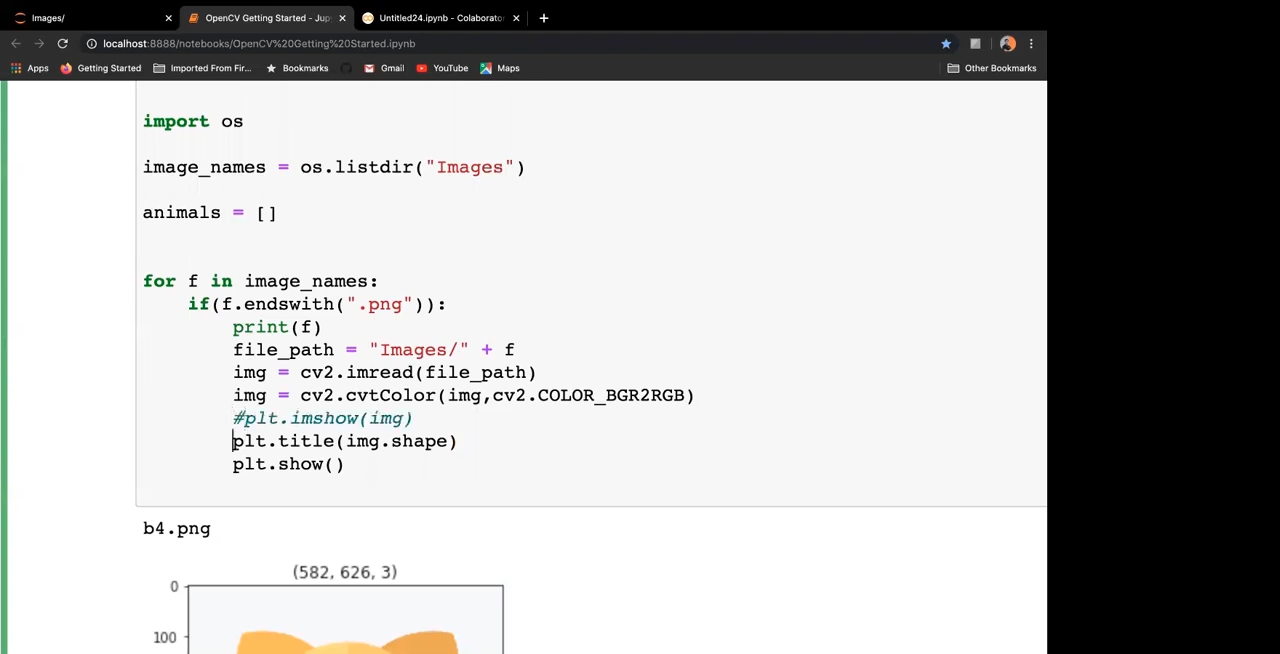 Images/
OpenCV Getting Started - Jup
Untitled24.ipynb - Colaborato
localhost:8888/notebooks/OpenCV%20Getting%20Started.ipynb
Apps Getting Started Imported From Fir... Bookmarks Gmail YouTube Maps Other Bookmarks
import os
image_names = os.listdir("Images")
animals = []
for f in image_names:
if(f.endswith(".png")):
print(f)
file_path = "Images/" + f
img = cv2.imread(file_path)
img = cv2.cvtColor(img,cv2.COLOR_BGR2RGB)
#plt.imshow(img)
plt.title(img.shape)
plt.show()
b4.png
(582, 626, 3)
0
100